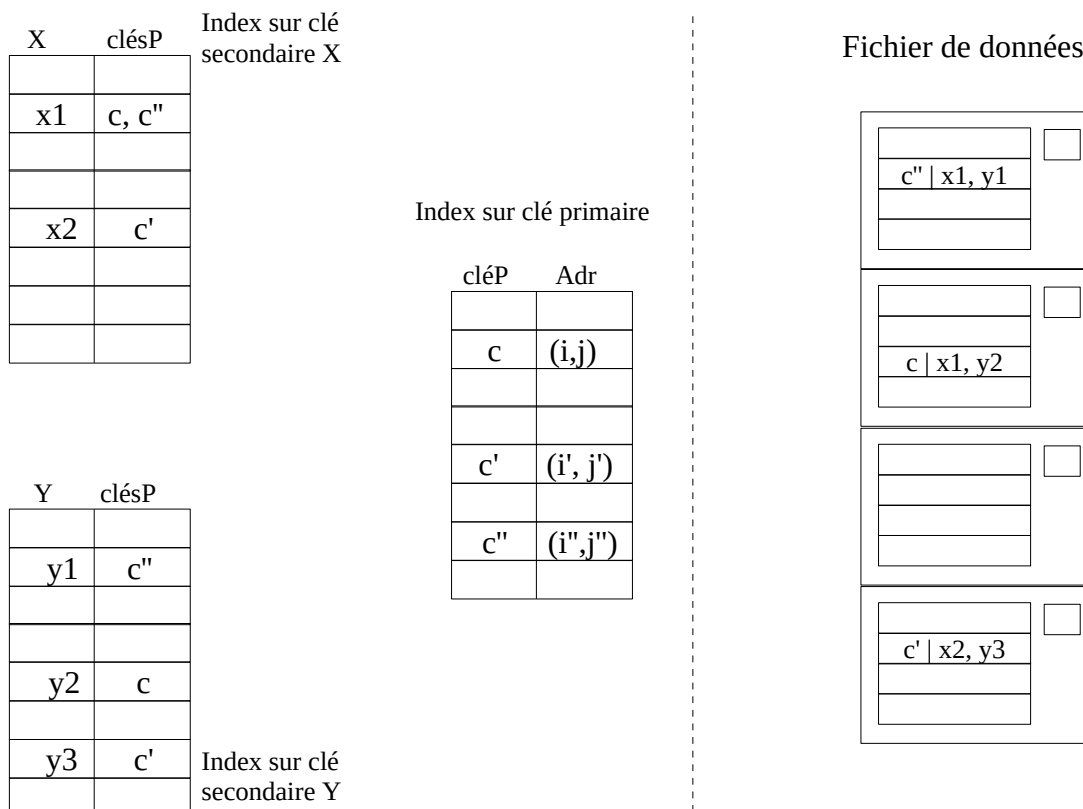 X clésP
Index sur clé
secondaire X
x1 c, c"
x2 c'
Y clésP
y1 c"
y2 c
y3 c'
Index sur clé
secondaire Y
Index sur clé primaire
cléP Adr
c (i,j)
c' (i', j')
c" (i",j")
Fichier de données
c" | x1, y1
c | x1, y2
c' | x2, y3